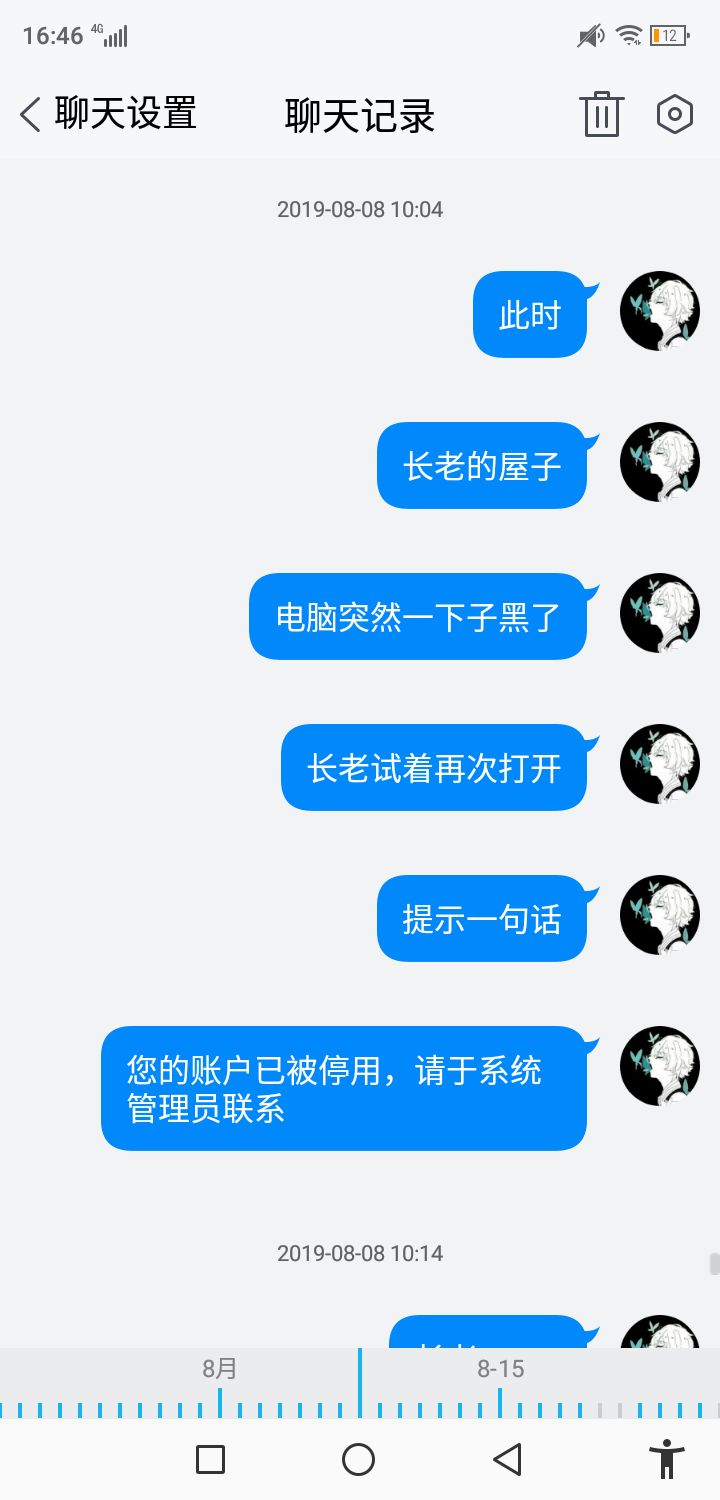 16:46 4G 12
聊天设置 聊天记录
2019-08-08 10:04
此时
长老的屋子
电脑突然一下子黑了
长老试着再次打开
提示一句话
您的账户已被停用，请于系统
管理员联系
2019-08-08 10:14
8月 8-15